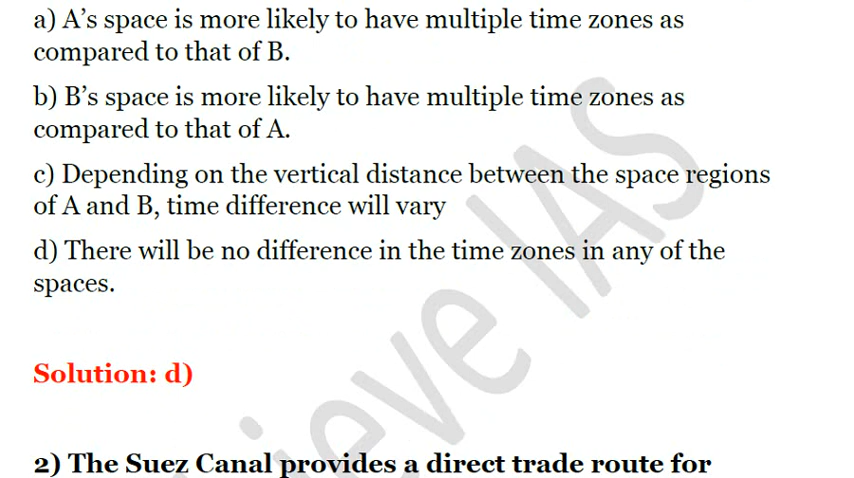 a) A's space is more likely to have multiple time zones as
compared to that of B.
b) B's space is more likely to have multiple time zones as
compared to that of A.
c) Depending on the vertical distance between the space regions
of A and B, time difference will vary
d) There will be no difference in the time zones in any of the
spaces.
Solution: d)
2) The Suez Canal provides a direct trade route for
ieve IAS